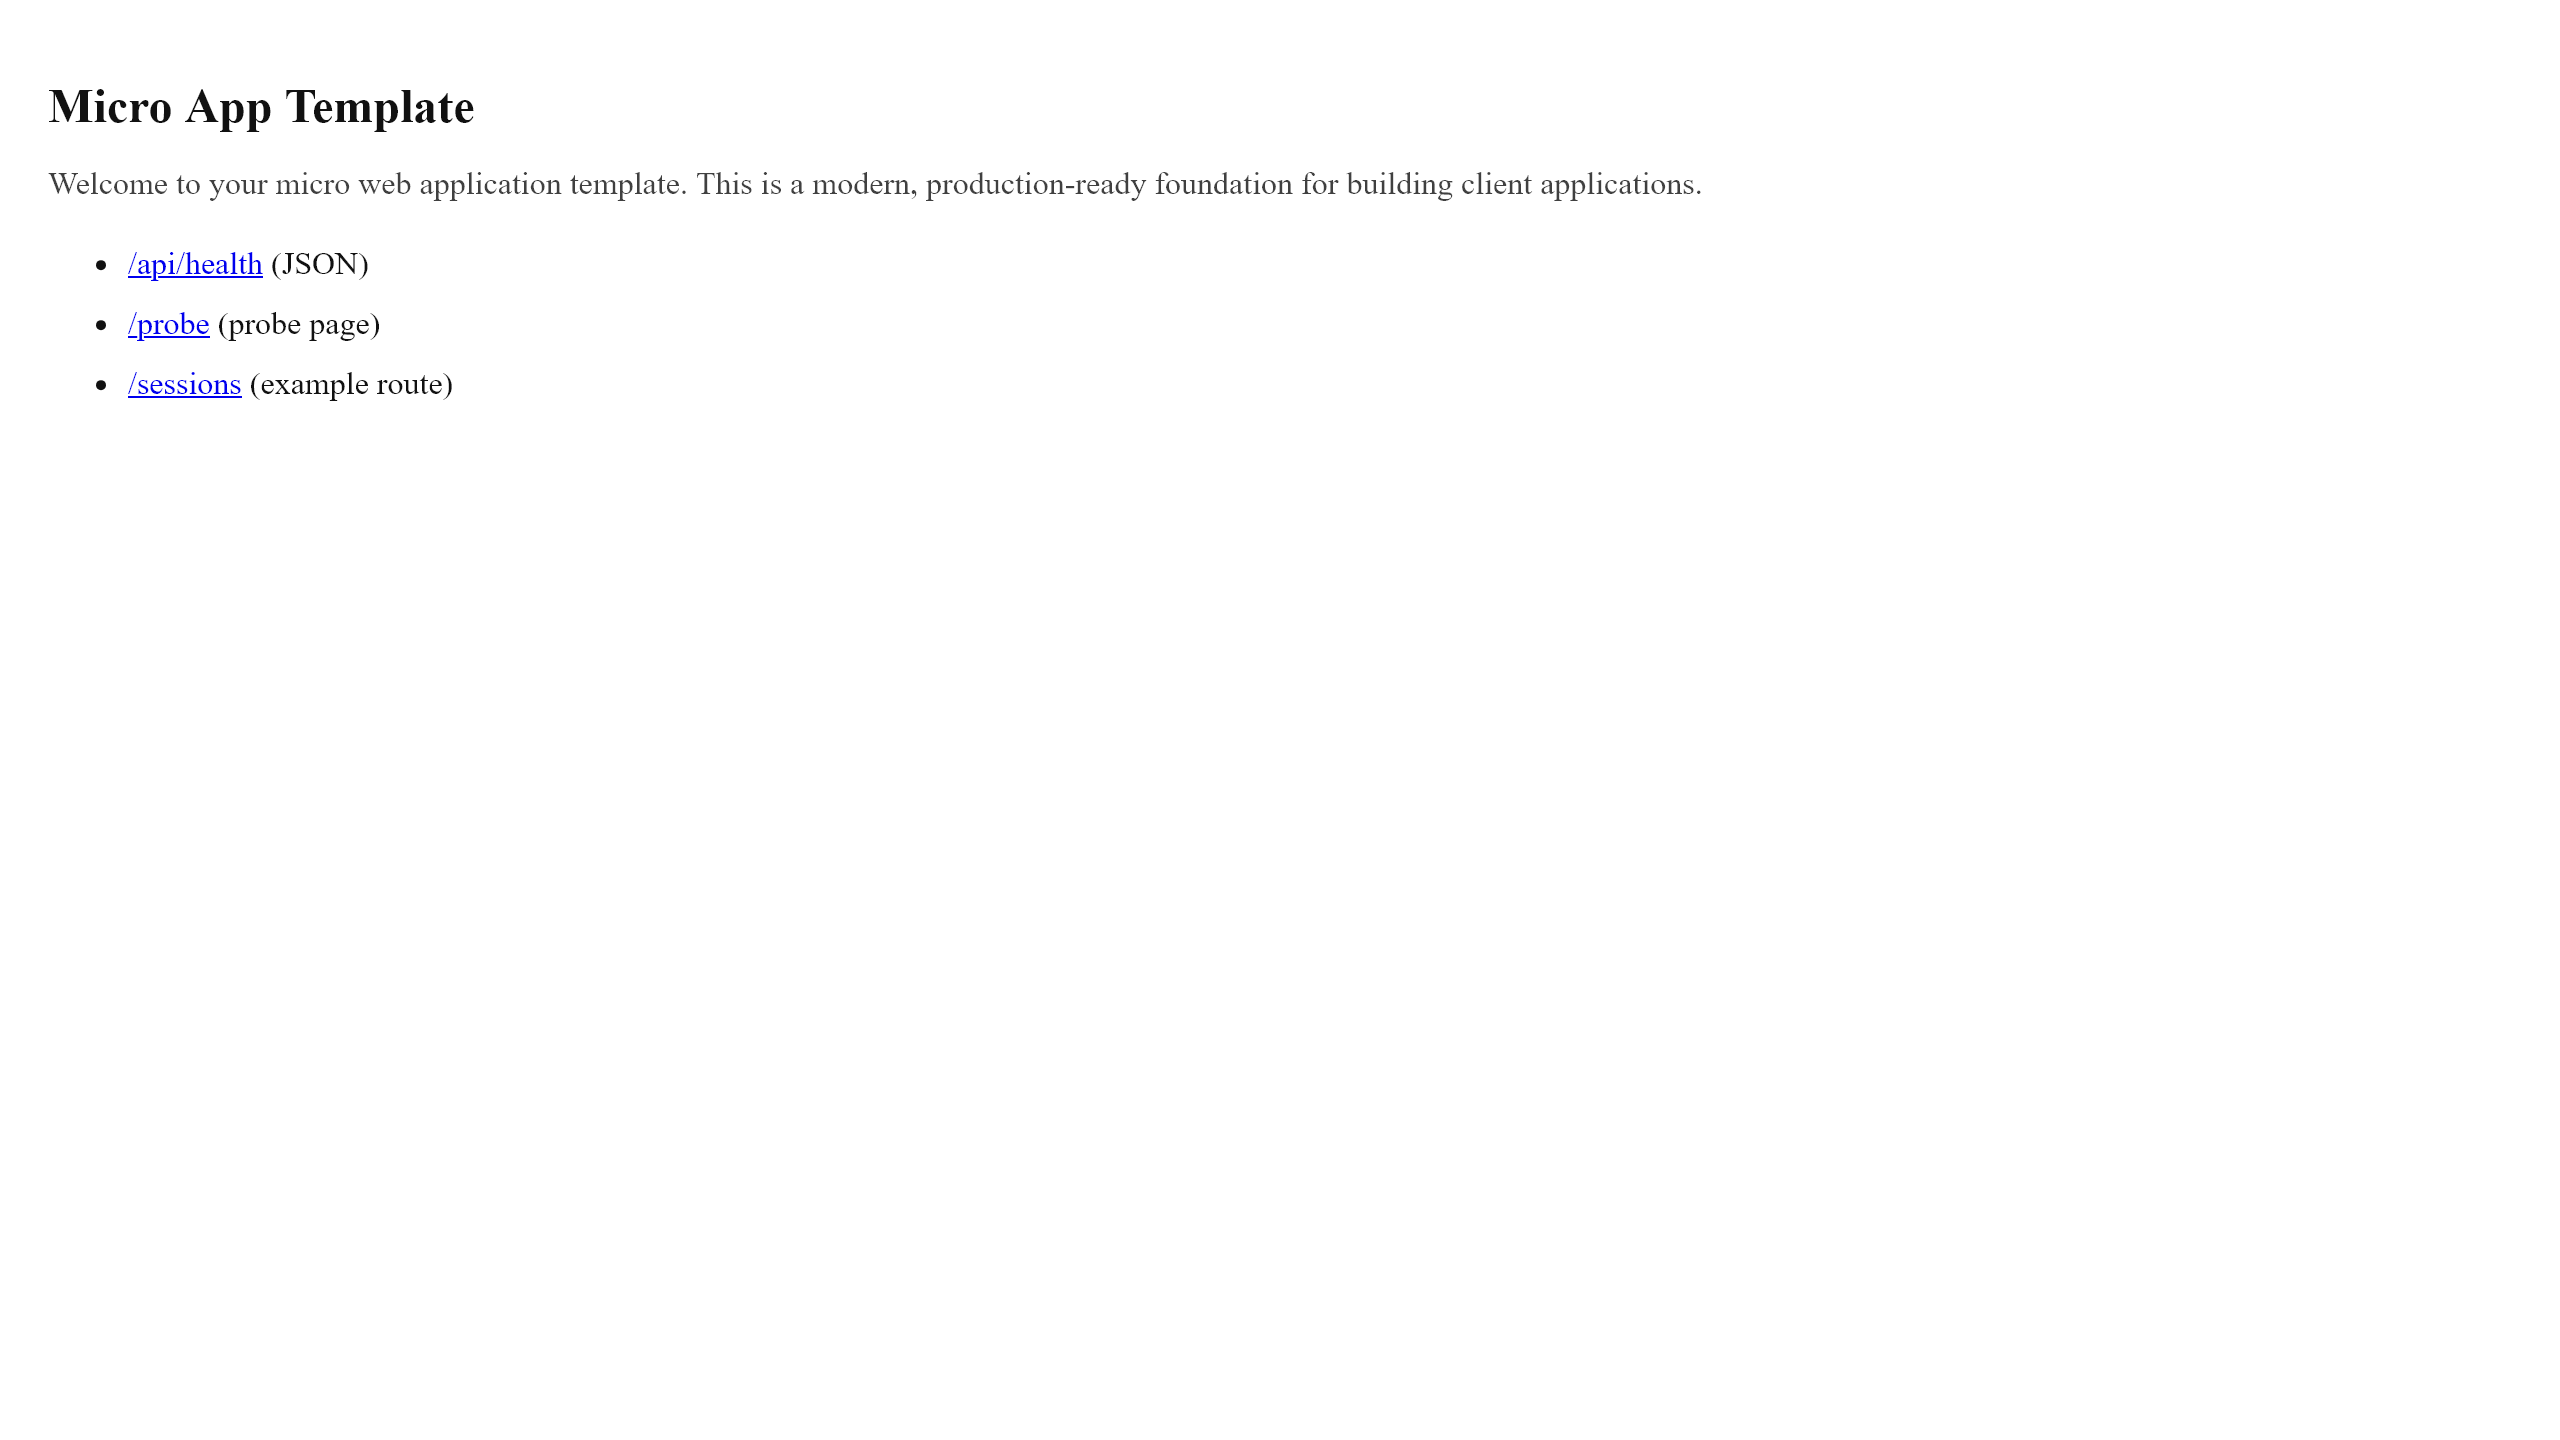 Micro App Template
Welcome to your micro web application template. This is a modern, production-ready foundation for building client applications.
/api/health (JSON)
/probe (probe page)
/sessions (example route)